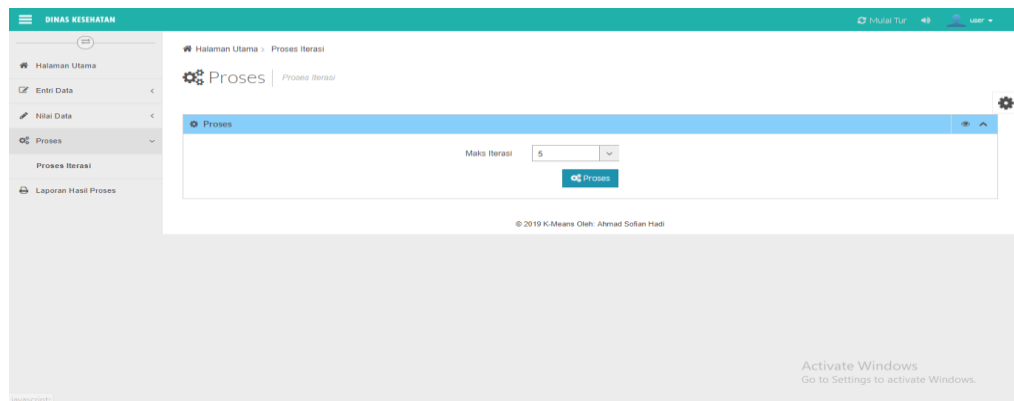 DINAS KESEHATAN
Mulai Tur
user
Halaman Utama
Entri Data
Nilai Data
Proses
Proses Iterasi
Laporan Hasil Proses
Halaman Utama > Proses Iterasi
Proses | Proses Iterasi
Proses
Maks Iterasi 5
Proses
© 2019 K-Means Oleh: Ahmad Sofian Hadi
Activate Windows
Go to Settings to activate Windows.